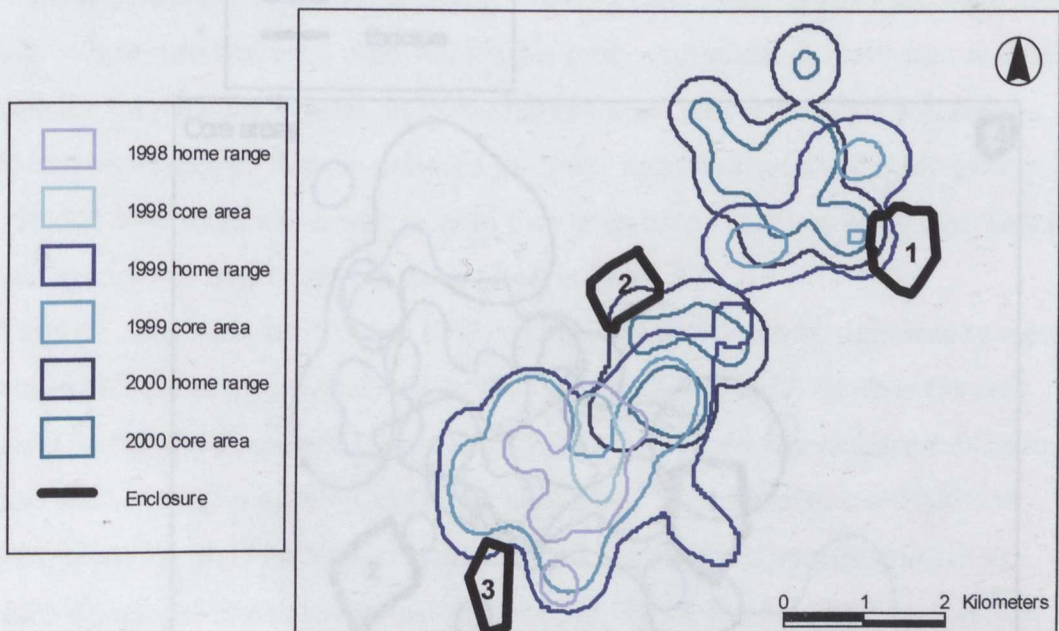 1998 home range
1998 core area
1999 home range
1999 core area
2000 home range
2000 core area
Enclosure
1
2
3
0 1 2 Kilometers